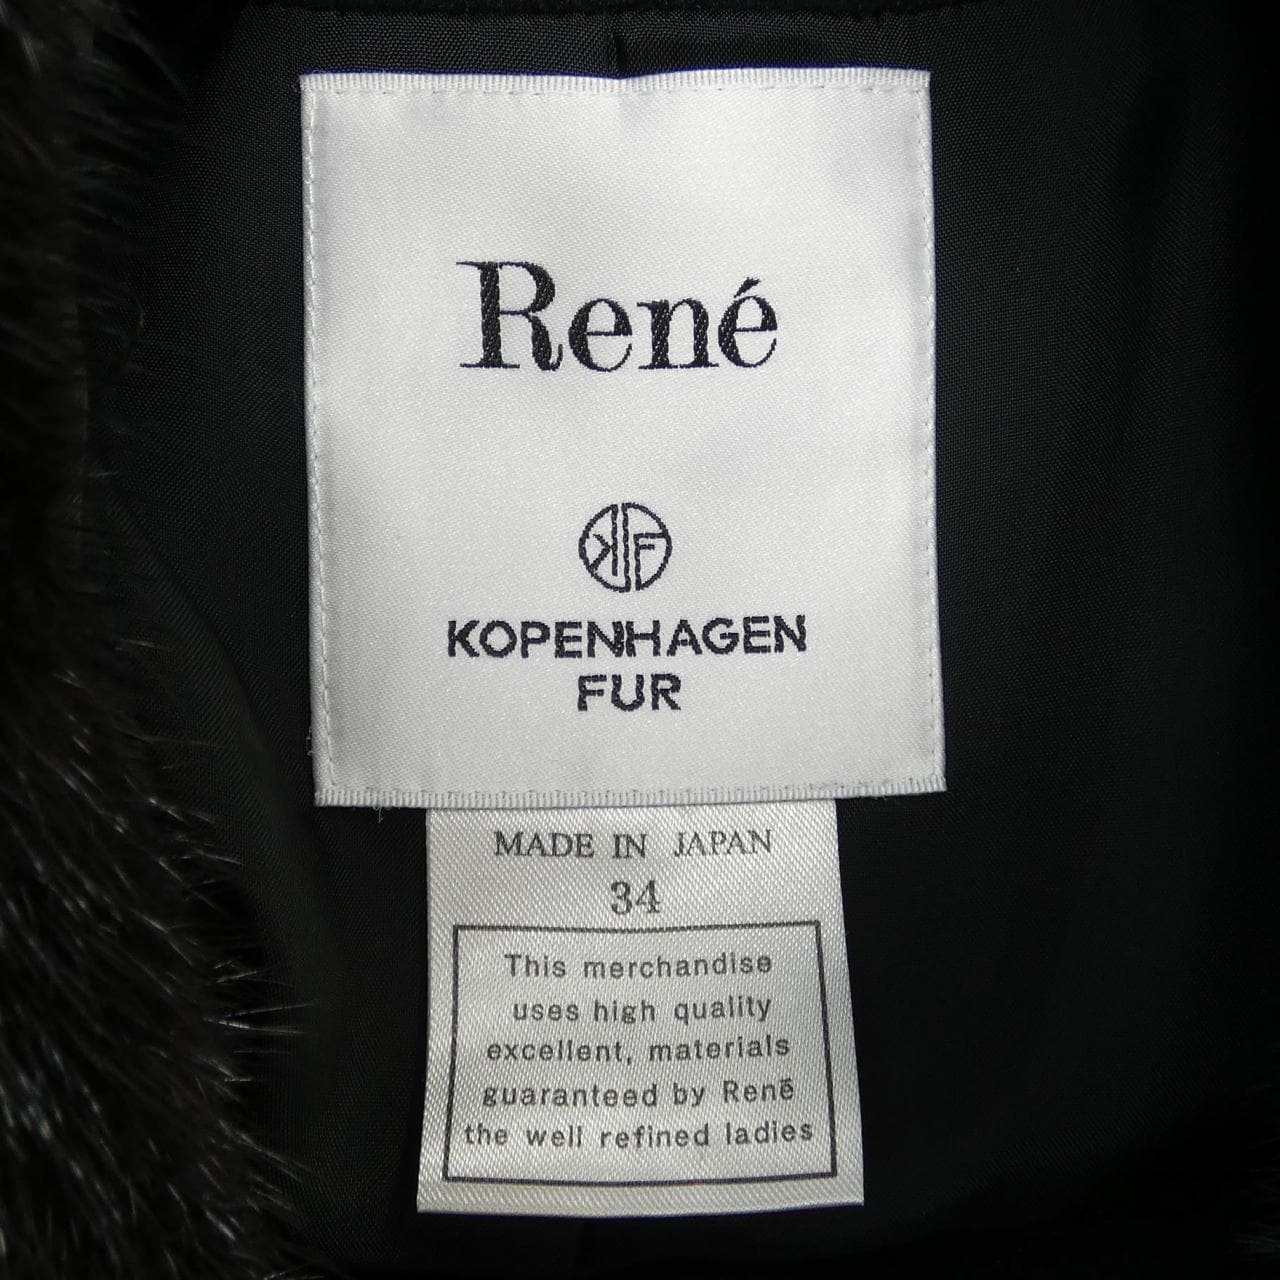 René
KF
KOPENHAGEN
FUR
MADE IN JAPAN
34
This merchandise
uses high quality
excellent, materials
guaranteed by Renē
the well refined ladies